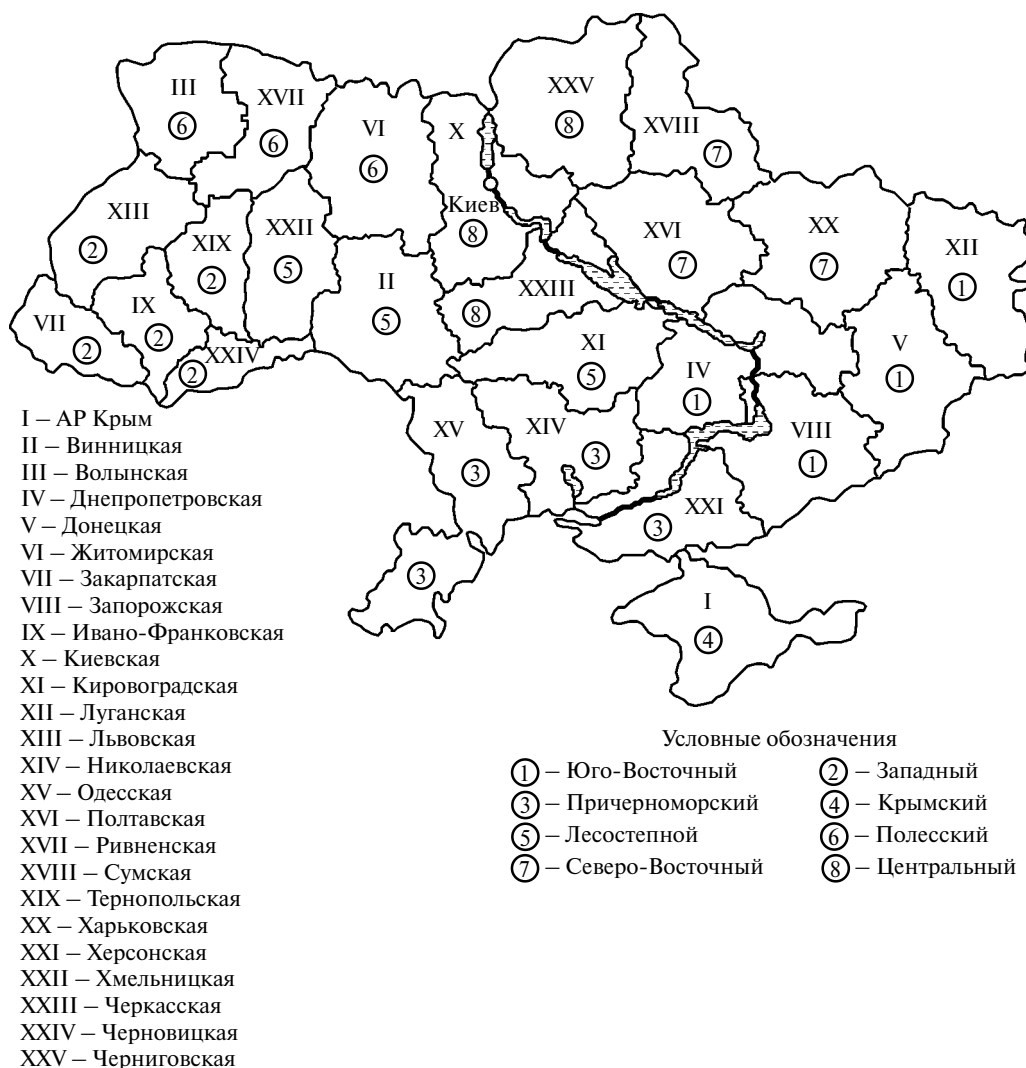 III
6
XVII
6
VI
6
X
XXV
8
XVIII
7
XIII
2
XIX
2
XXII
5
Киев
8
XVI
7
XX
7
XII
1
VII
2
IX
2
XXIV
2
II
5
XXIII
8
XI
5
IV
1
V
1
XV
3
XIV
3
VIII
1
XXI
3
3
I
4
I – АР Крым
II – Винницкая
III – Волынская
IV – Днепропетровская
V – Донецкая
VI – Житомирская
VII – Закарпатская
VIII – Запорожская
IX – Ивано-Франковская
X – Киевская
XI – Кировоградская
XII – Луганская
XIII – Львовская
XIV – Николаевская
XV – Одесская
XVI – Полтавская
XVII – Ривненская
XVIII – Сумская
XIX – Тернопольская
XX – Харьковская
XXI – Херсонская
XXII – Хмельницкая
XXIII – Черкасская
XXIV – Черновицкая
XXV – Черниговская
Условные обозначения
1 – Юго-Восточный
2 – Западный
3 – Причерноморский
4 – Крымский
5 – Лесостепной
6 – Полесский
7 – Северо-Восточный
8 – Центральный